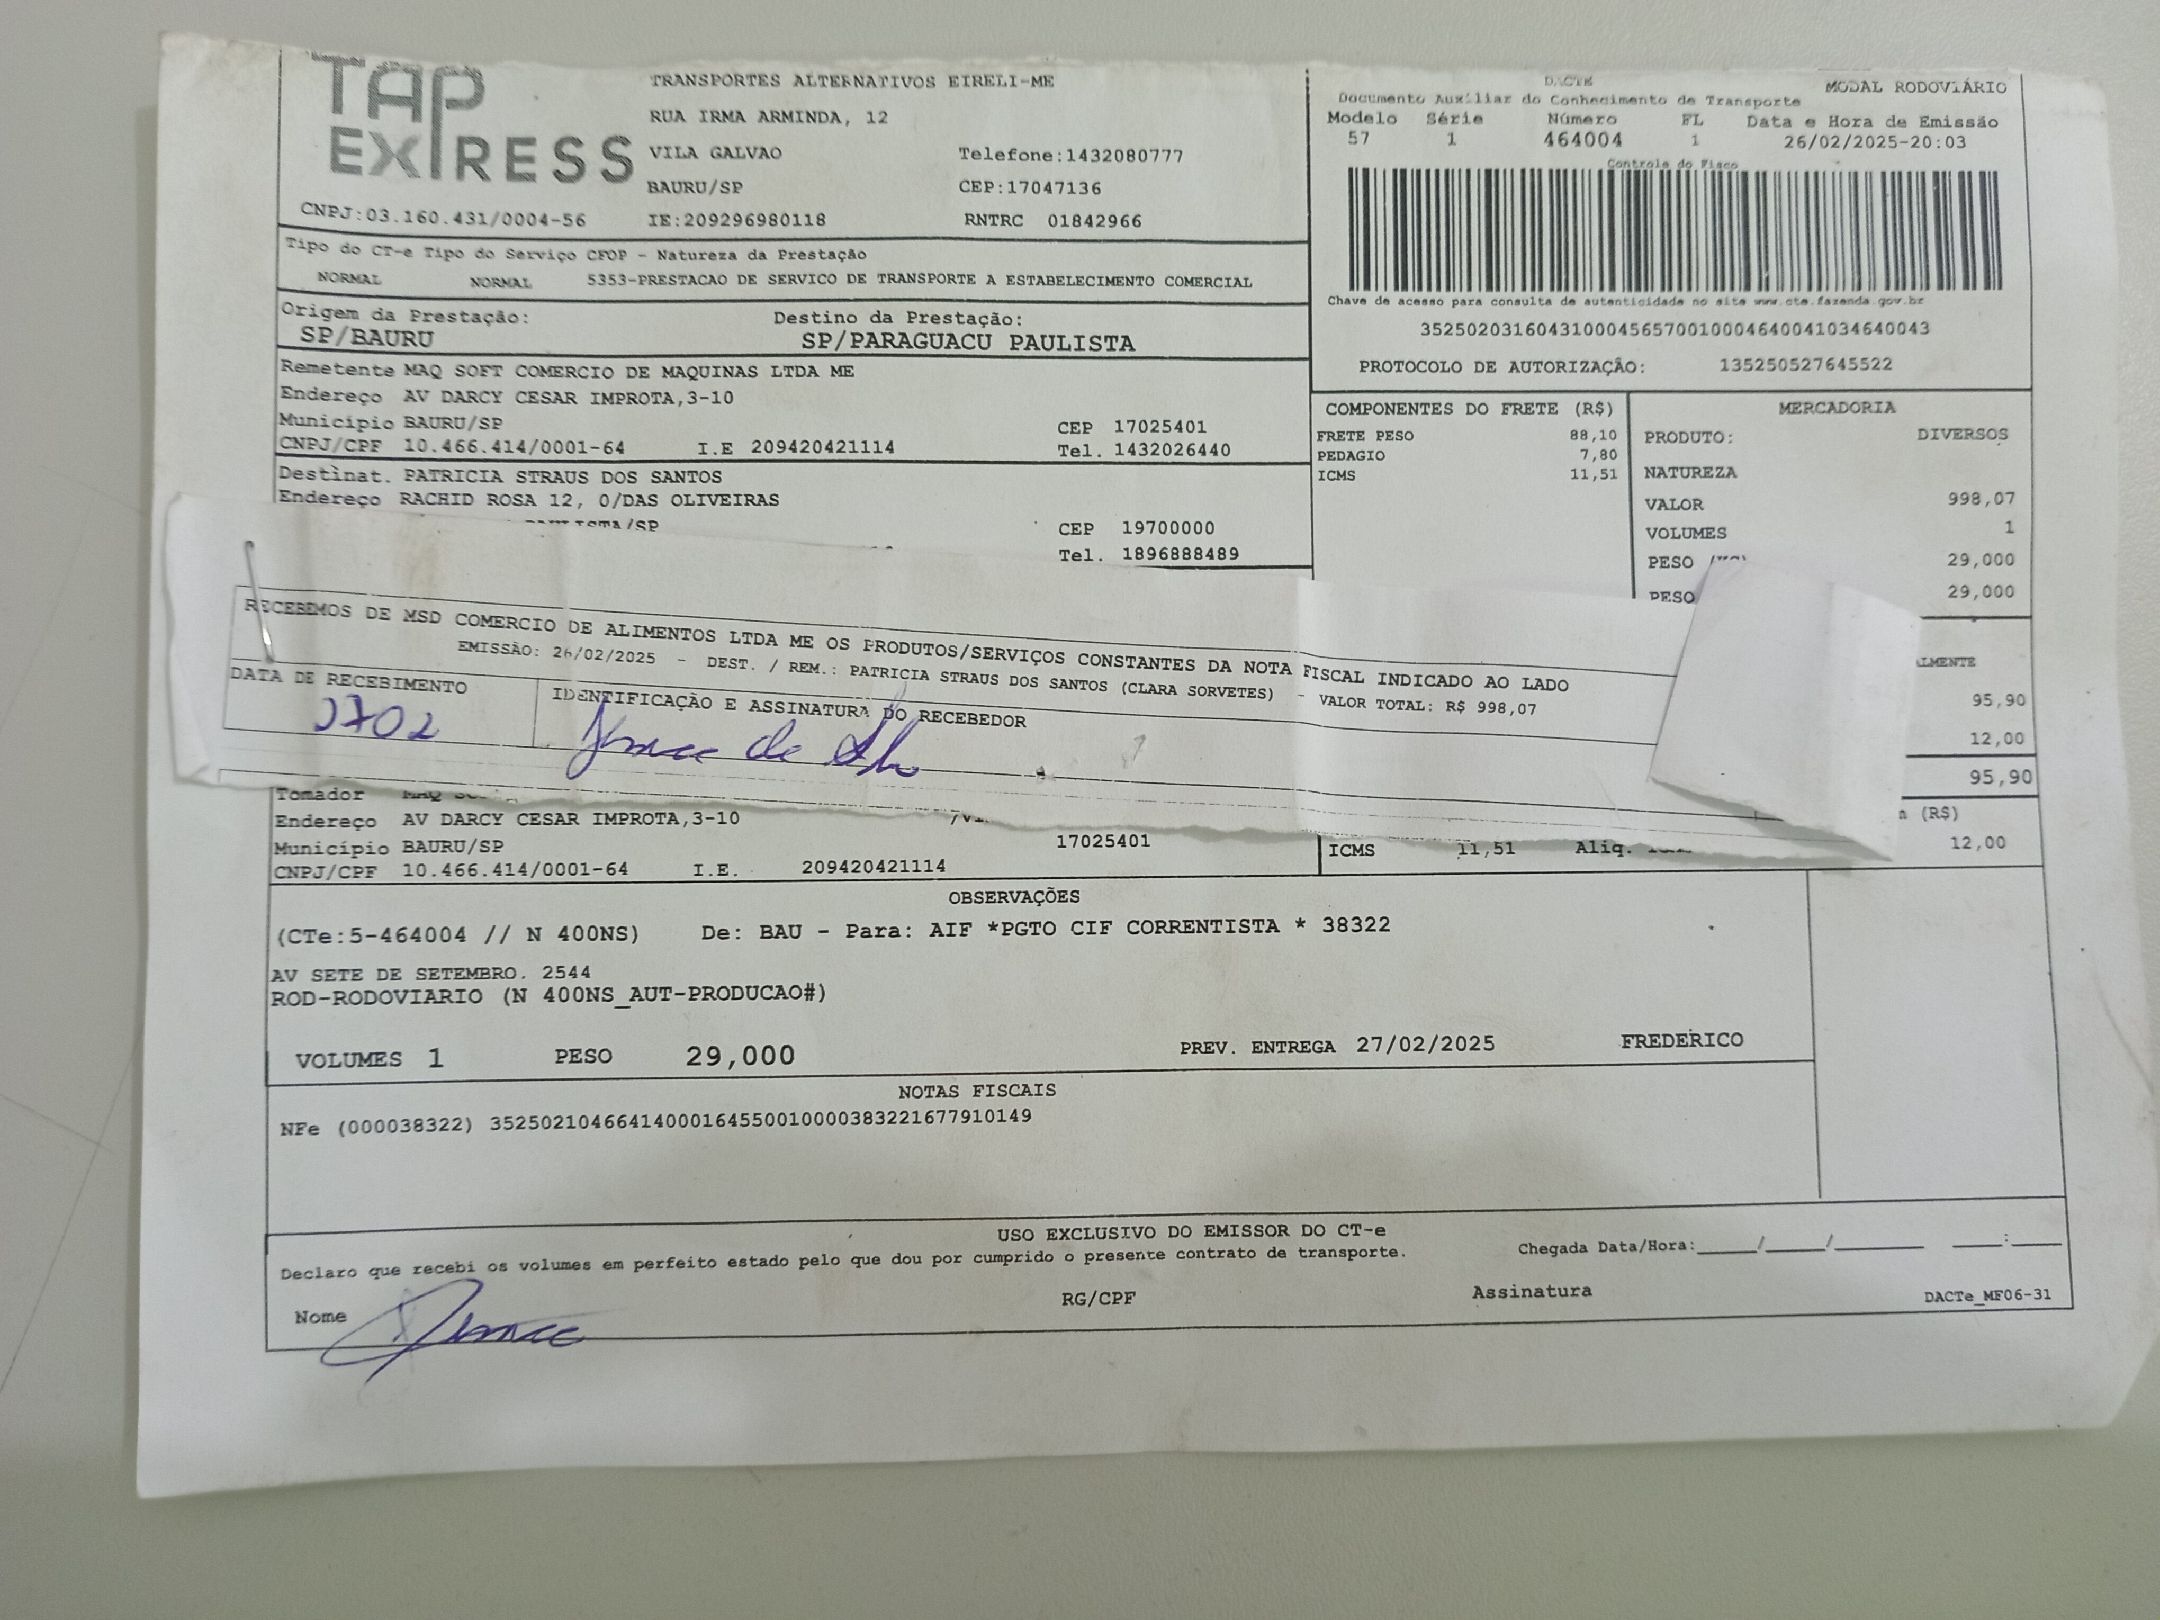 TAP EXPRESS
TRANSPORTES ALTERNATIVOS EIRELI-ME
RUA IRMA ARMINDA, 12
VILA GALVAO Telefone:1432080777
BAURU/SP CEP:17047136
CNPJ:03.160.431/0004-56 IE:209296980118 RNTRC 01842966
DACTE MODAL RODOVIÁRIO
Documento Auxiliar do Conhecimento de Transporte
Modelo Série Número FL Data e Hora de Emissão
57 1 464004 1 26/02/2025-20:03
Controle do Fisco
Chave de acesso para consulta de autenticidade no site www.cte.fazenda.gov.br
35250203160431000456570010004640041034640043
PROTOCOLO DE AUTORIZAÇÃO: 135250527645522
Tipo do CT-e Tipo do Serviço CFOP - Natureza da Prestação
NORMAL NORMAL 5353-PRESTACAO DE SERVICO DE TRANSPORTE A ESTABELECIMENTO COMERCIAL
Origem da Prestação: Destino da Prestação:
SP/BAURU SP/PARAGUACU PAULISTA
Remetente MAQ SOFT COMERCIO DE MAQUINAS LTDA ME
Endereço AV DARCY CESAR IMPROTA,3-10
Município BAURU/SP CEP 17025401
CNPJ/CPF 10.466.414/0001-64 I.E 209420421114 Tel. 1432026440
Destinat. PATRICIA STRAUS DOS SANTOS
Endereço RACHID ROSA 12, 0/DAS OLIVEIRAS
/SP CEP 19700000
Tel. 1896888489
COMPONENTES DO FRETE (R$)
FRETE PESO 88,10
PEDAGIO 7,80
ICMS 11,51
MERCADORIA
PRODUTO: DIVERSOS
NATUREZA
VALOR 998,07
VOLUMES 1
PESO 29,000
PESO 29,000
95,90
12,00
95,90
(R$)
RECEBEMOS DE MSD COMERCIO DE ALIMENTOS LTDA ME OS PRODUTOS/SERVIÇOS CONSTANTES DA NOTA FISCAL INDICADO AO LADO
EMISSÃO: 26/02/2025 - DEST. / REM.: PATRICIA STRAUS DOS SANTOS (CLARA SORVETES) - VALOR TOTAL: R$ 998,07
DATA DE RECEBIMENTO IDENTIFICAÇÃO E ASSINATURA DO RECEBEDOR
2702
Tomador
Endereço AV DARCY CESAR IMPROTA,3-10
Município BAURU/SP 17025401
CNPJ/CPF 10.466.414/0001-64 I.E. 209420421114
ICMS 11,51 Aliq. 12,00
OBSERVAÇÕES
(CTe:5-464004 // N 400NS) De: BAU - Para: AIF *PGTO CIF CORRENTISTA * 38322
AV SETE DE SETEMBRO. 2544
ROD-RODOVIARIO (N 400NS_AUT-PRODUCAO#)
VOLUMES 1 PESO 29,000 PREV. ENTREGA 27/02/2025 FREDERICO
NOTAS FISCAIS
NFe (000038322) 35250210466414000164550010000383221677910149
USO EXCLUSIVO DO EMISSOR DO CT-e
Declaro que recebi os volumes em perfeito estado pelo que dou por cumprido o presente contrato de transporte. Chegada Data/Hora:____/____/______ ____:____
Nome RG/CPF Assinatura DACTe_MF06-31